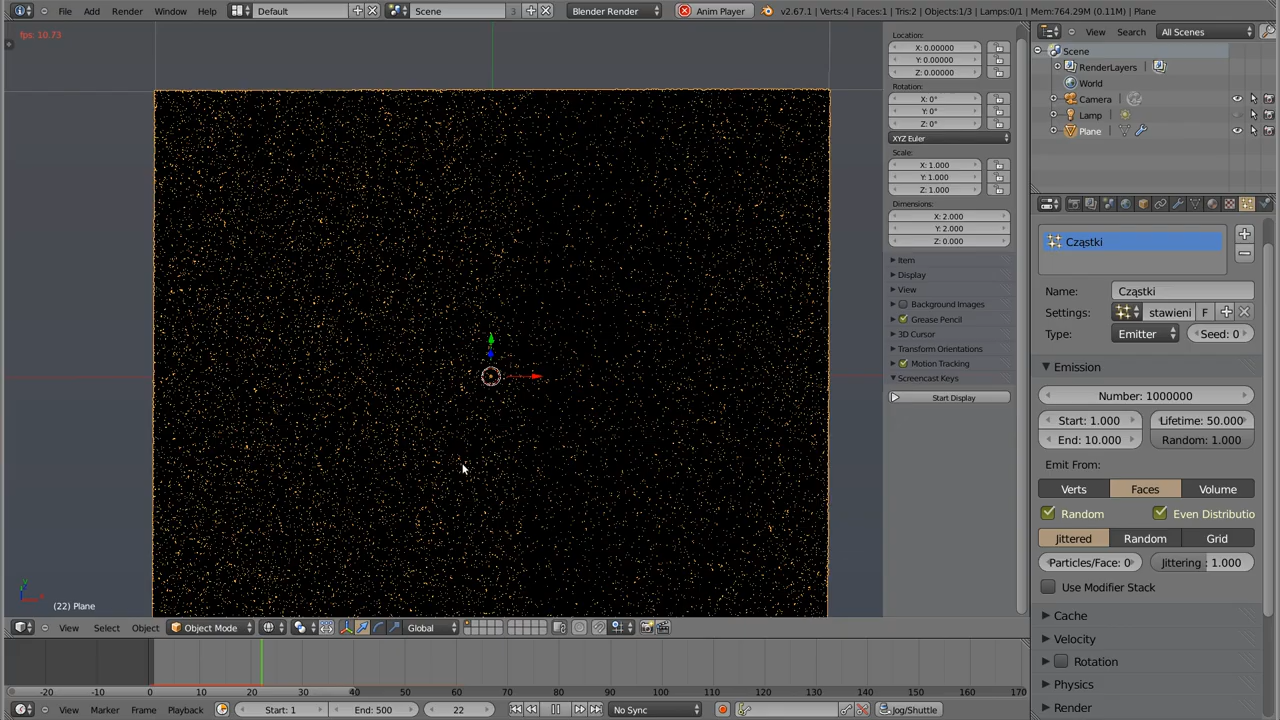 Add Render Window Help Default Scene 3 Blender Render Anim Player v2.67.1 | Verts:4 | Faces:1 | Tris:2 | Objects:1/3 | Lamps:0/1 | Mem:764.29M (0.11M) | Plane
fps: 10.73
Location:
X: 0.00000
Y: 0.00000
Z: 0.00000
Rotation:
X: 0°
Y: 0°
Z: 0°
XYZ Euler
Scale:
X: 1.000
Y: 1.000
Z: 1.000
Dimensions:
X: 2.000
Y: 2.000
Z: 0.000
Item
Display
View
Background Images
Grease Pencil
3D Cursor
Transform Orientations
Motion Tracking
Screencast Keys
Start Display
View Search All Scenes
Scene
RenderLayers
World
Camera
Lamp
Plane
Cząstki
Name: Cząstki
Settings: stawieni F
Type: Emitter Seed: 0
Emission
Number: 1000000
Start: 1.000 Lifetime: 50.000
End: 10.000 Random: 1.000
Emit From:
Verts Faces Volume
Random Even Distributio
Jittered Random Grid
Particles/Face: 0 Jittering : 1.000
Use Modifier Stack
Cache
Velocity
Rotation
Physics
Render
(22) Plane
View Select Object Object Mode Global
-20 -10 0 10 20 30 40 50 60 70 80 90 100 110 120 130 140 150 160 170
View Marker Frame Playback Start: 1 End: 500 22 No Sync Jog/Shuttle